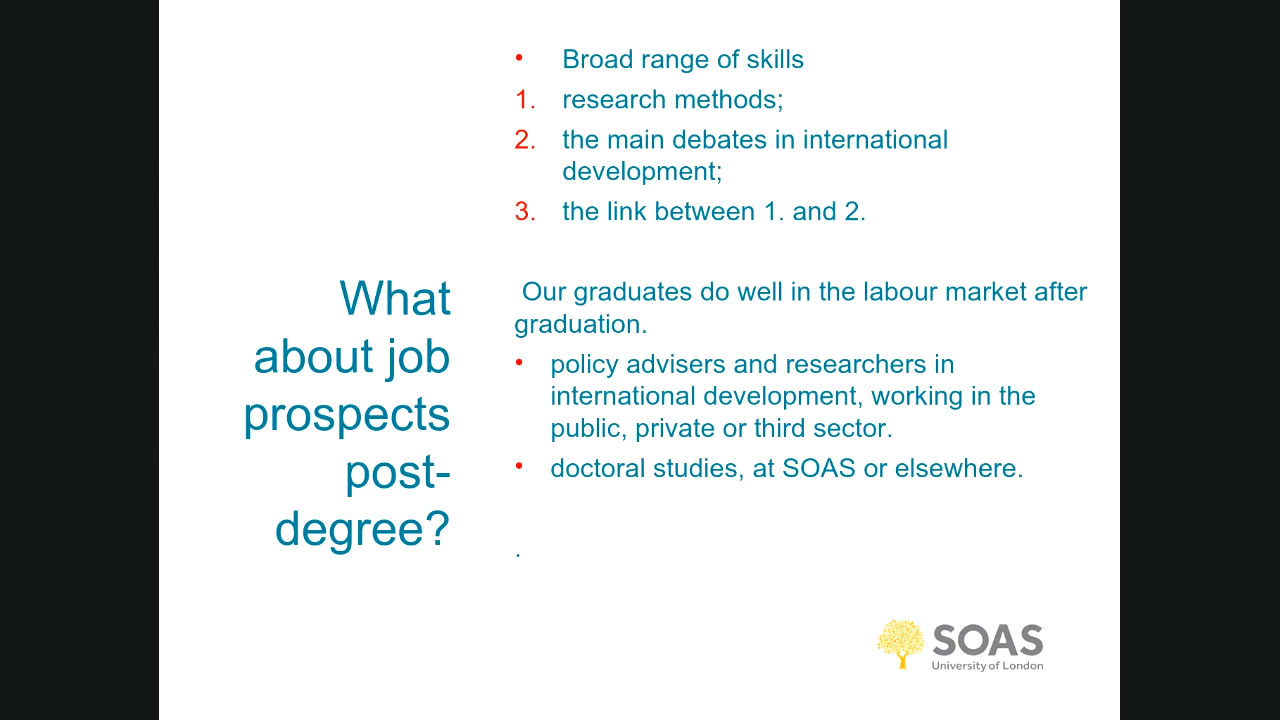 What
about job
prospects
post-
degree?
• Broad range of skills
1. research methods;
2. the main debates in international
development;
3. the link between 1. and 2.
Our graduates do well in the labour market after
graduation.
• policy advisers and researchers in
international development, working in the
public, private or third sector.
• doctoral studies, at SOAS or elsewhere.
.
SOAS
University of London